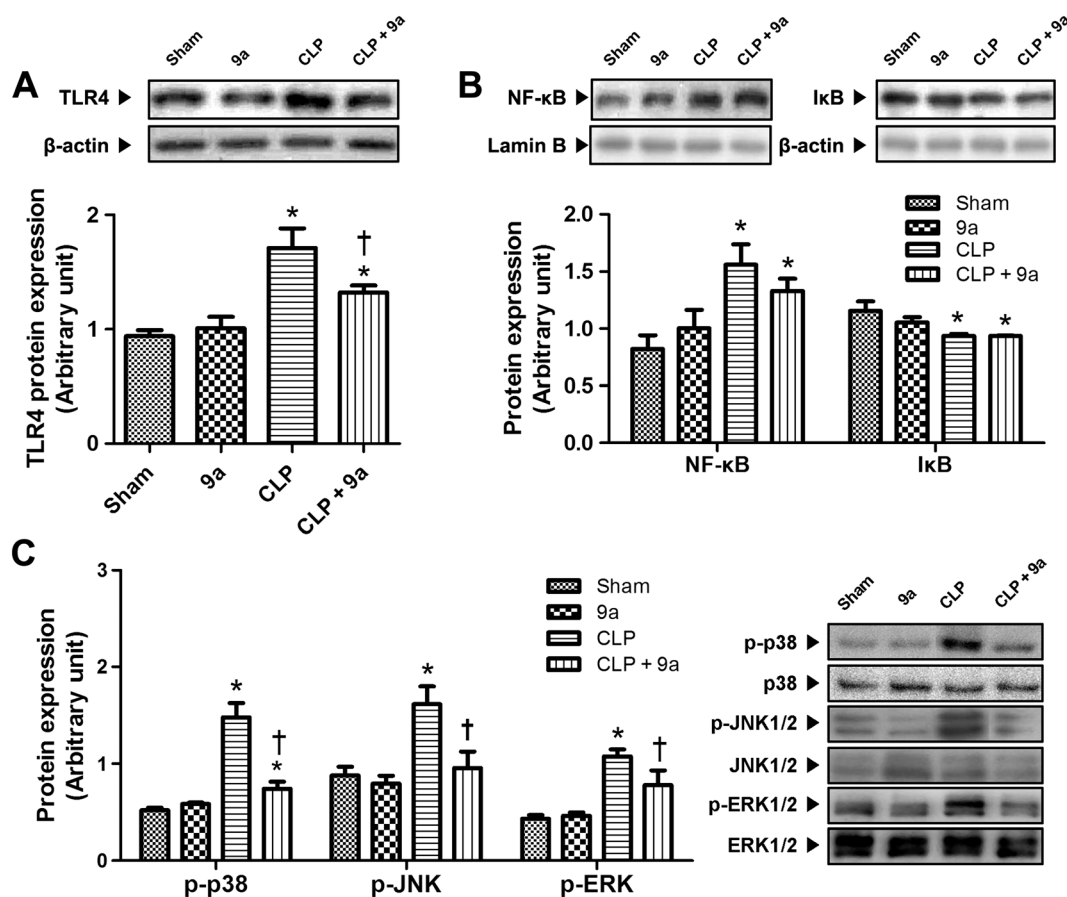 A
Sham 9a CLP CLP + 9a
TLR4
β-actin
TLR4 protein expression
(Arbitrary unit)
2
*
†
*
1
0
Sham 9a CLP CLP + 9a
B
Sham 9a CLP CLP + 9a
NF-κB
Lamin B
Sham 9a CLP CLP + 9a
IκB
β-actin
Protein expression
(Arbitrary unit)
2.0
1.5
1.0
0.5
0.0
Sham
9a
CLP
CLP + 9a
* *
* *
NF-κB IκB
C
Protein expression
(Arbitrary unit)
3
2
1
0
Sham
9a
CLP
CLP + 9a
*
†
*
*
†
*
†
p-p38 p-JNK p-ERK
Sham 9a CLP CLP + 9a
p-p38
p38
p-JNK1/2
JNK1/2
p-ERK1/2
ERK1/2